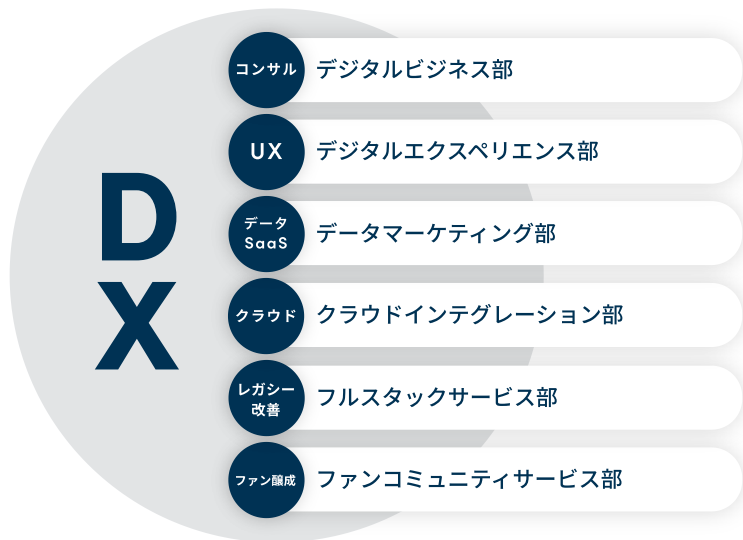 DX
コンサル
デジタルビジネス部
UX
デジタルエクスペリエンス部
データ
SaaS
データマーケティング部
クラウド
クラウドインテグレーション部
レガシー
改善
フルスタックサービス部
ファン醸成
ファンコミュニティサービス部